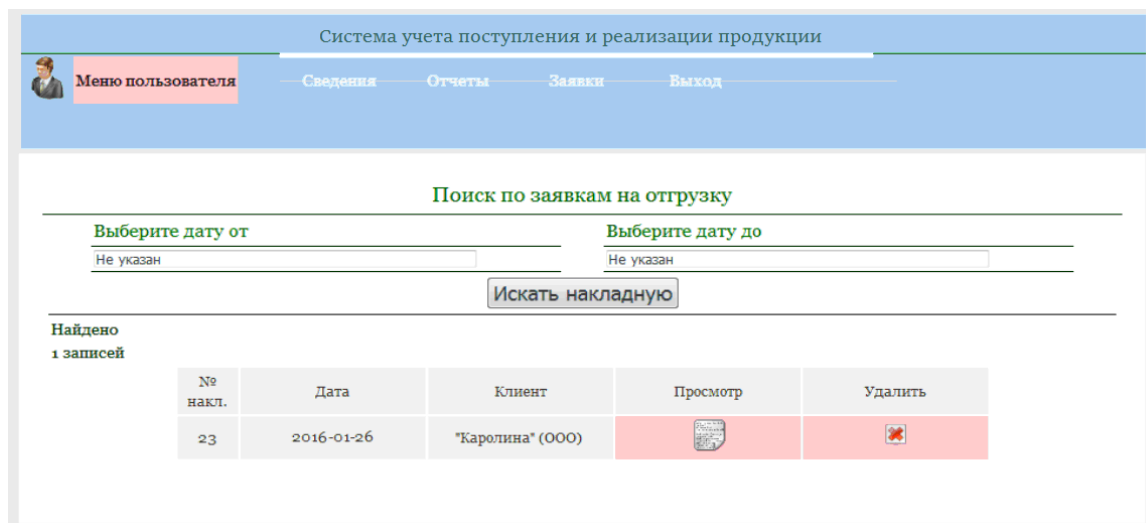 Система учета поступления и реализации продукции
Меню пользователя Сведения Отчеты Заявки Выход
Поиск по заявкам на отгрузку
Выберите дату от Выберите дату до
Не указан Не указан
Искать накладную
Найдено
1 записей
№ накл. Дата Клиент Просмотр Удалить
23 2016-01-26 "Каролина" (ООО)